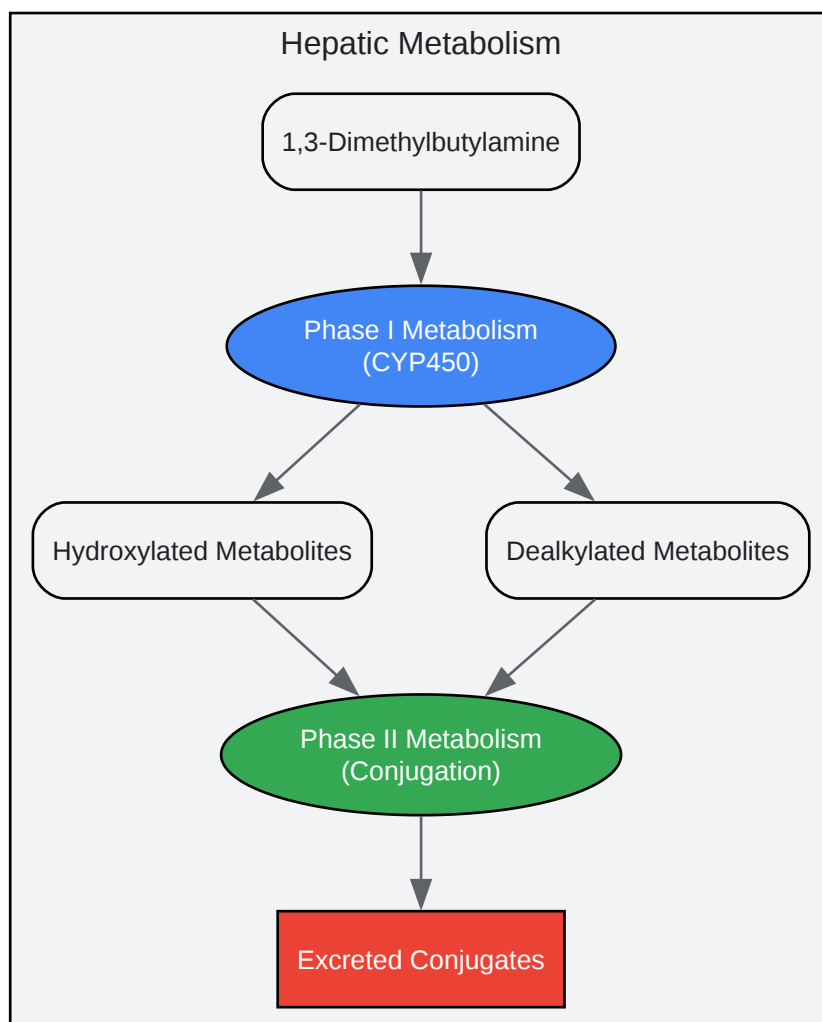 Hepatic Metabolism
1,3-Dimethylbutylamine
Phase I Metabolism
(CYP450)
Hydroxylated Metabolites
Dealkylated Metabolites
Phase II Metabolism
(Conjugation)
Excreted Conjugates